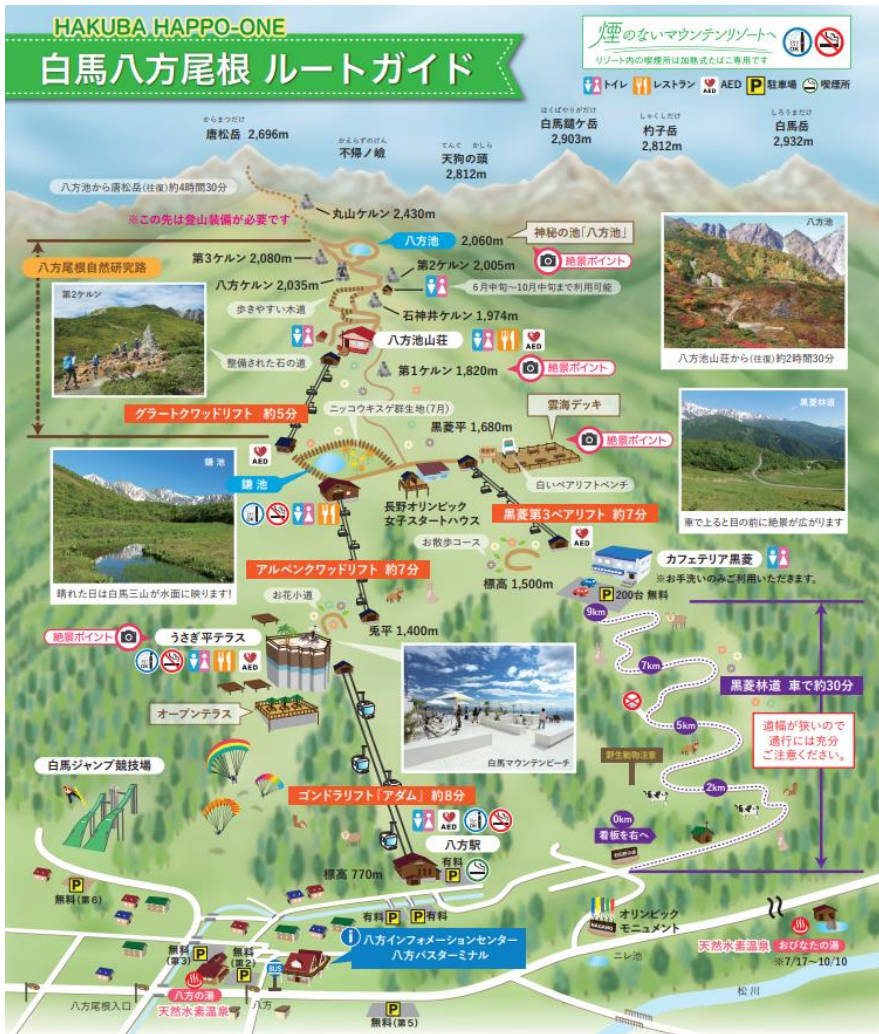 HAKUBA HAPPO-ONE
白馬八方尾根 ルートガイド
煙のないマウンテンリゾートへ
リゾート内の喫煙所は加熱式たばこ専用です
トイレ レストラン AED P 駐車場 喫煙所
からまつだけ
唐松岳 2,696m
かえらずのけん
不帰ノ嶮
てんぐ かしら
天狗の頭
2,812m
はくばやりがだけ
白馬鑓ケ岳
2,903m
しゃくしだけ
杓子岳
2,812m
しろうまだけ
白馬岳
2,932m
八方池から唐松岳(往復)約4時間30分
※この先は登山装備が必要です
丸山ケルン 2,430m
八方池 2,060m
神秘の池「八方池」
絶景ポイント
八方池
八方池山荘から(往復)約2時間30分
八方尾根自然研究路
第3ケルン 2,080m
第2ケルン 2,005m
八方ケルン 2,035m
6月中旬〜10月中旬まで利用可能
第2ケルン
歩きやすい木道
石神井ケルン 1,974m
整備された石の道
八方池山荘
AED
第1ケルン 1,820m
絶景ポイント
グラートクワッドリフト 約5分
ニッコウキスゲ群生地(7月)
黒菱平 1,680m
雲海デッキ
絶景ポイント
黒菱林道
車で上ると目の前に絶景が広がります
AED
鎌池
鎌池
晴れた日は白馬三山が水面に映ります!
長野オリンピック
女子スタートハウス
白いペアリフトベンチ
黒菱第3ペアリフト 約7分
AED
お散歩コース
アルペンクワッドリフト 約7分
標高 1,500m
カフェテリア黒菱
※お手洗いのみご利用いただきます。
P 200台 無料
お花小道
兎平 1,400m
絶景ポイント
うさぎ平テラス
AED
オープンテラス
白馬マウンテンビーチ
9km
7km
5km
2km
0km
看板を右へ
黒菱林道 車で約30分
道幅が狭いので
通行には充分
ご注意ください。
野生動物注意
白馬ジャンプ競技場
ゴンドラリフト「アダム」 約8分
AED
八方駅
標高 770m
有料
P
P
無料(第6)
有料 P P 有料
i 八方インフォメーションセンター
八方バスターミナル
オリンピック
モニュメント
NAGANO
天然水素温泉 おびなたの湯
※7/17〜10/10
ニレ池
松川
無料
(第3)
P
無料
(第2)
P
BUS
八方の湯
天然水素温泉
八方尾根入口
八方
P
無料(第5)